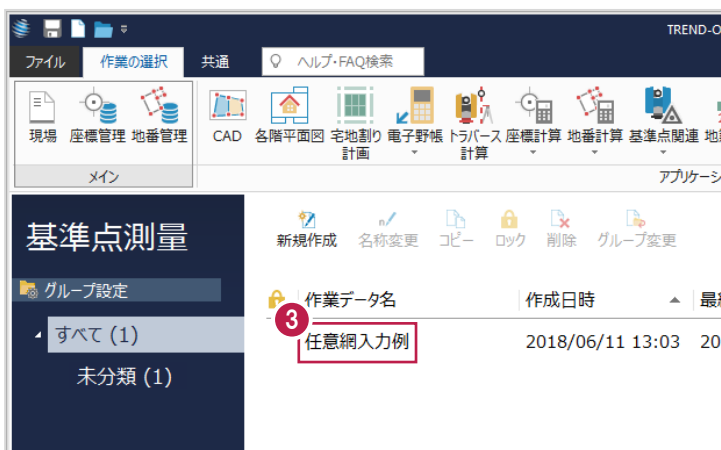 TREND-O
ファイル 作業の選択 共通 ヘルプ・FAQ検索
現場 座標管理 地番管理 CAD 各階平面図 宅地割り計画 電子野帳 トラバース計算 座標計算 地番計算 基準点関連
メイン アプリケーシ
基準点測量
新規作成 名称変更 コピー ロック 削除 グループ変更
グループ設定
作業データ名 作成日時
すべて (1)
3
任意網入力例 2018/06/11 13:03 20
未分類 (1)